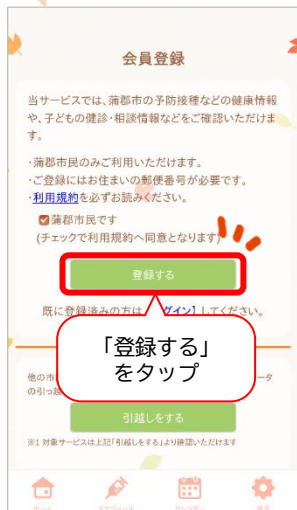 会員登録
当サービスでは、蒲郡市の予防接種などの健康情報
や、子どもの健診・相談情報などをご確認いただけま
す。
・蒲郡市民のみご利用いただけます。
・ご登録にはお住まいの郵便番号が必要です。
・利用規約を必ずお読みください。
蒲郡市民です
(チェックで利用規約へ同意となります)
登録する
既に登録済みの方は グイン】してください。
「登録する」
をタップ
他の市 ータ
の引っ越
引越しをする
※1 対象サービスは上記「引越しをする」より確認いただけます